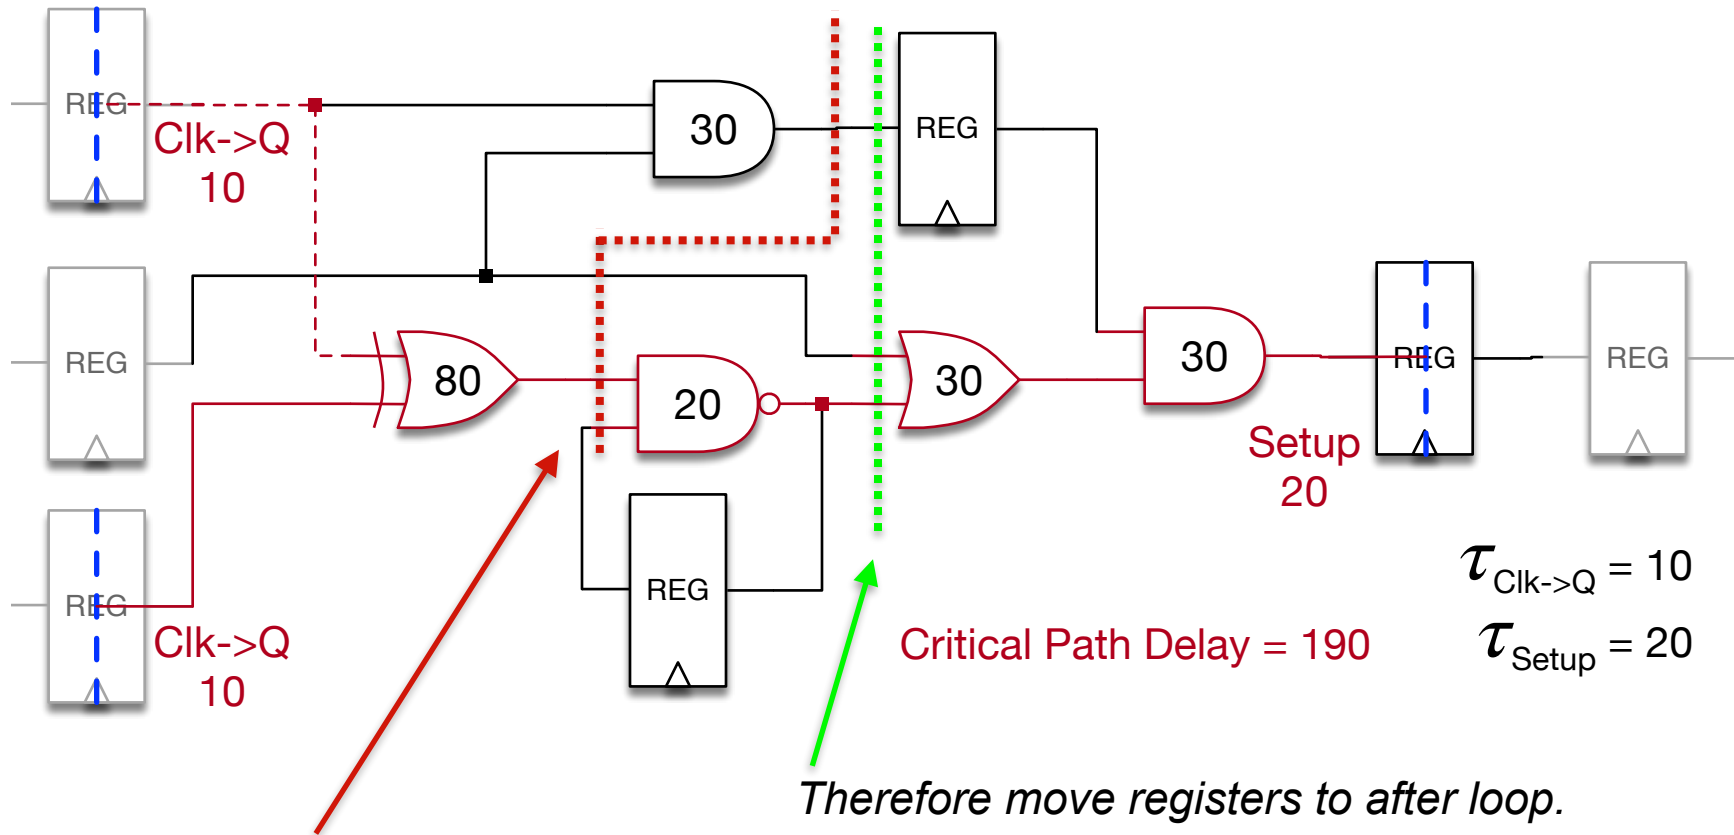 REG
Clk->Q
10
30
REG
REG
80
20
30
30
REG
REG
Setup
20
REG
Clk->Q
10
REG
τClk->Q = 10
Critical Path Delay = 190
τSetup = 20
Therefore move registers to after loop.